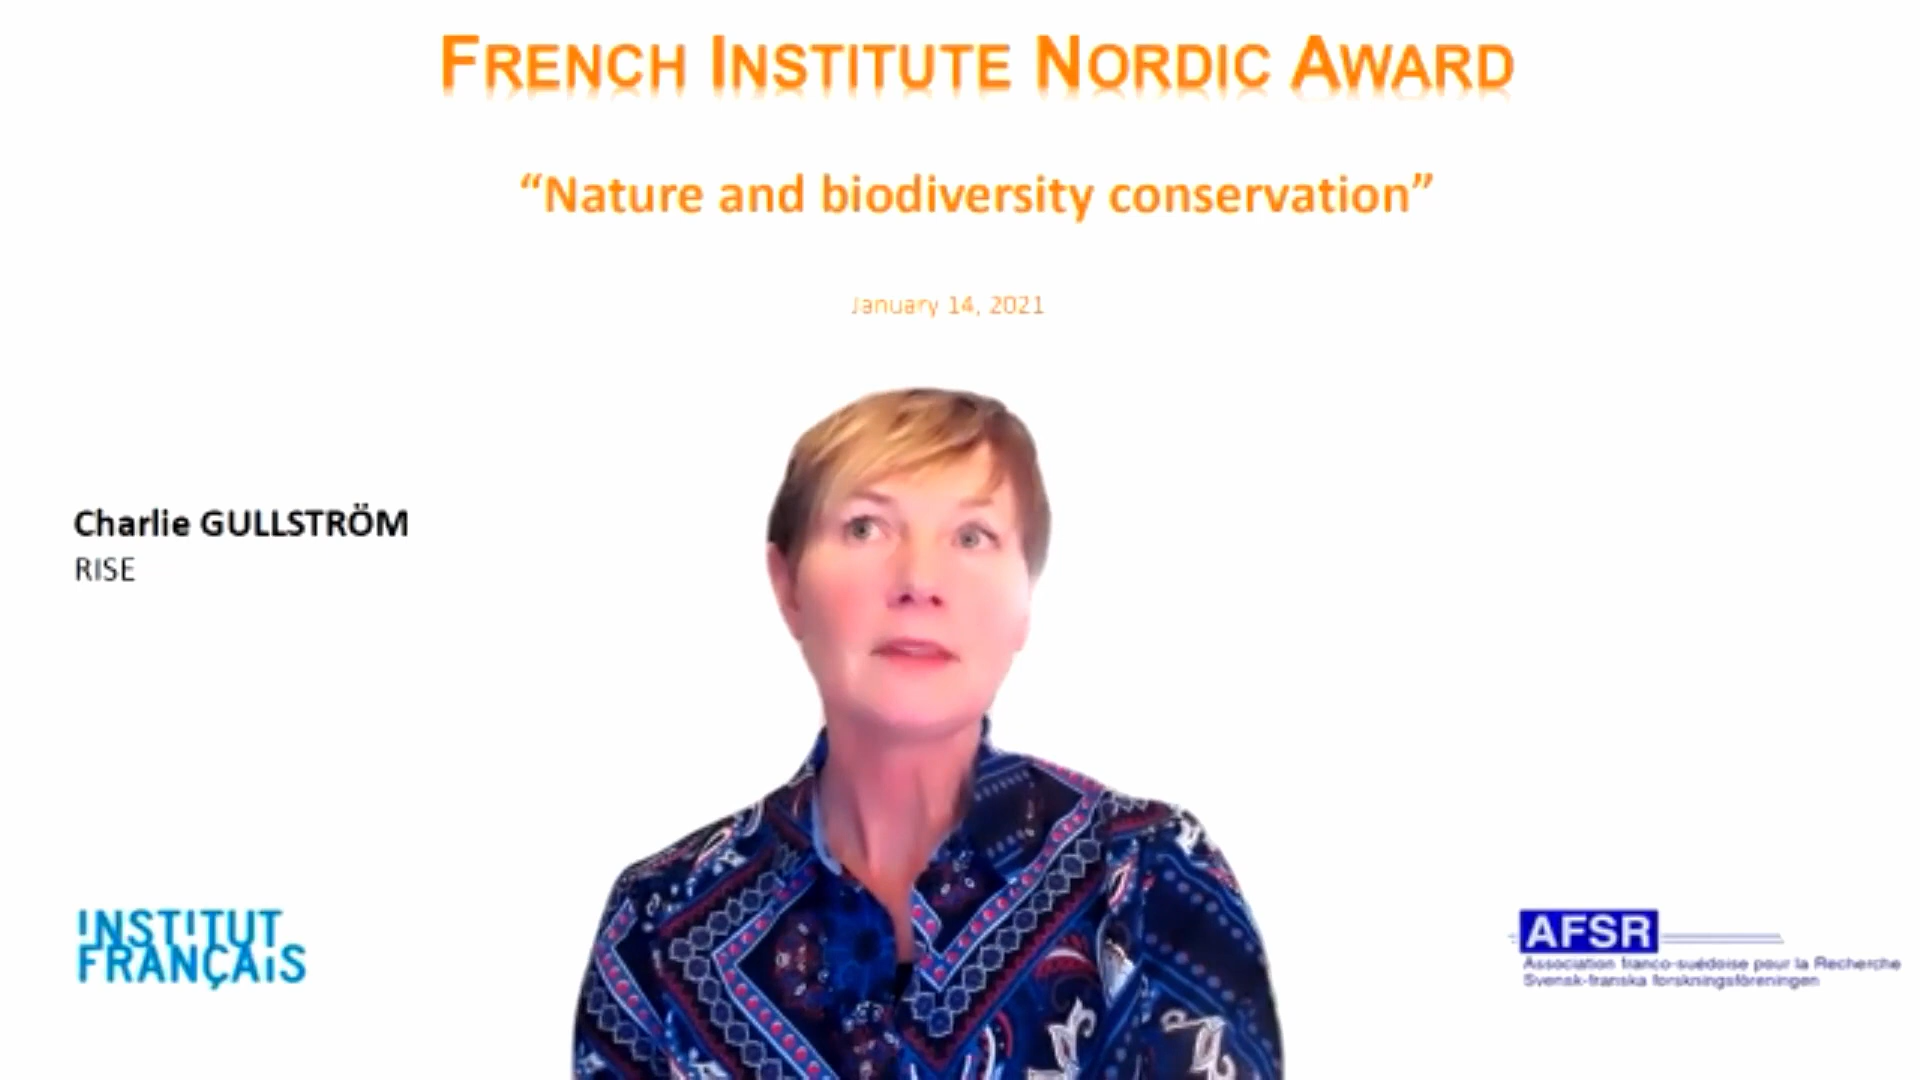 FRENCH INSTITUTE NORDIC AWARD
“Nature and biodiversity conservation”
January 14, 2021
Charlie GULLSTRÖM
RISE
INSTITUT
FRANÇAIS
AFSR
Association franco-suédoise pour la Recherche
Svensk-franska forskningsföreningen